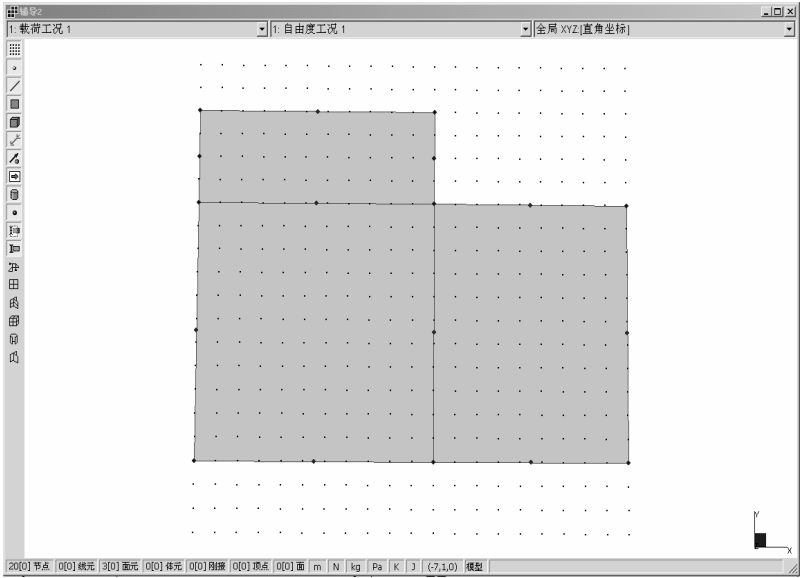 辅导2
1: 载荷工况 1 1: 自由度工况 1 全局 XYZ:[直角坐标]
Y
X
20[0] 节点 0[0] 线元 3[0] 面元 0[0] 体元 0[0] 刚接 0[0] 顶点 0[0] 面 m N kg Pa K J (-7,1,0) 模型